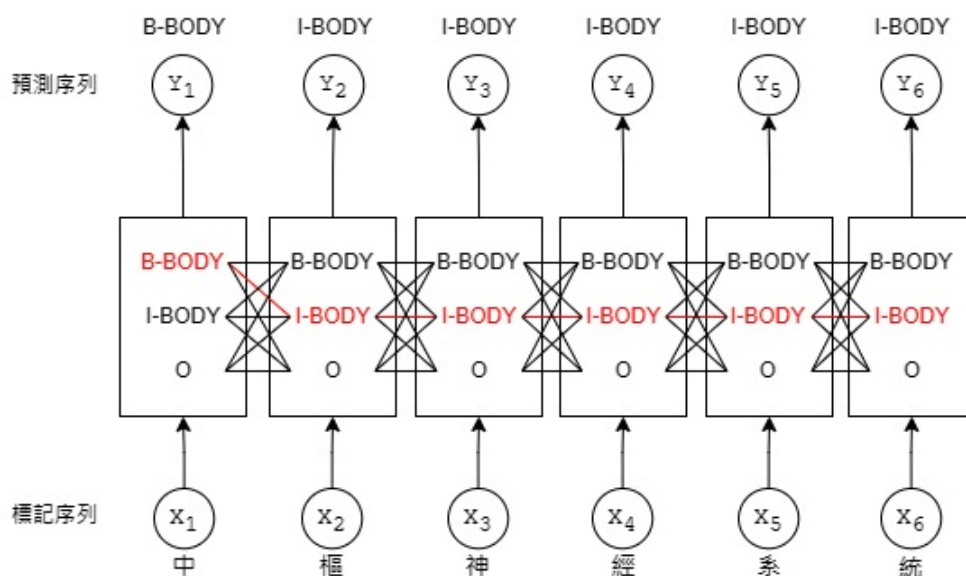 B-BODY I-BODY I-BODY I-BODY I-BODY I-BODY
預測序列 Y1 Y2 Y3 Y4 Y5 Y6
B-BODY B-BODY B-BODY B-BODY B-BODY B-BODY
I-BODY I-BODY I-BODY I-BODY I-BODY I-BODY
O O O O O O
標記序列 X1 X2 X3 X4 X5 X6
中 樞 神 經 系 統